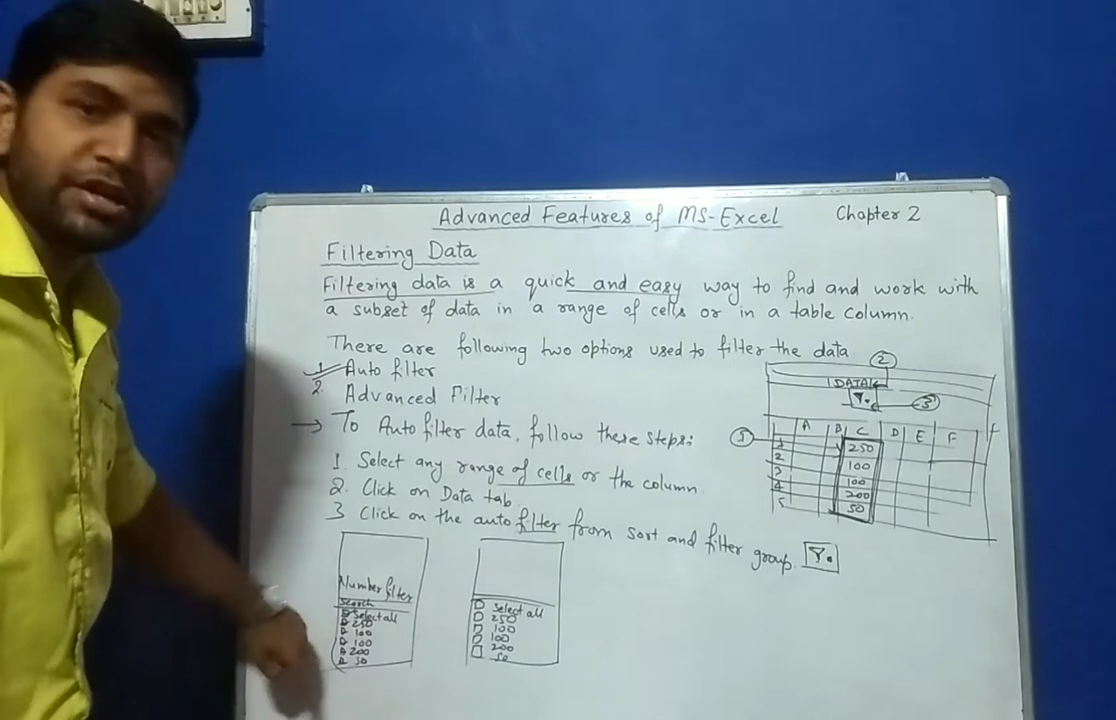 Advanced Features of MS-Excel Chapter 2
Filtering Data
Filtering data is a quick and easy way to find and work with
a subset of data in a range of cells or in a table column.
There are following two options used to filter the data
1 Auto filter
2 Advanced Filter
→ To Auto filter data, follow these steps:
1. Select any range of cells or the column
2. Click on Data tab
3 Click on the auto filter from sort and filter group.
2
DATA
3
A B C D E F
5
1 250
2 100
3 100
4 200
5 50
Number filter
Search
Select all
250
100
100
200
50
Select all
250
100
100
200
50